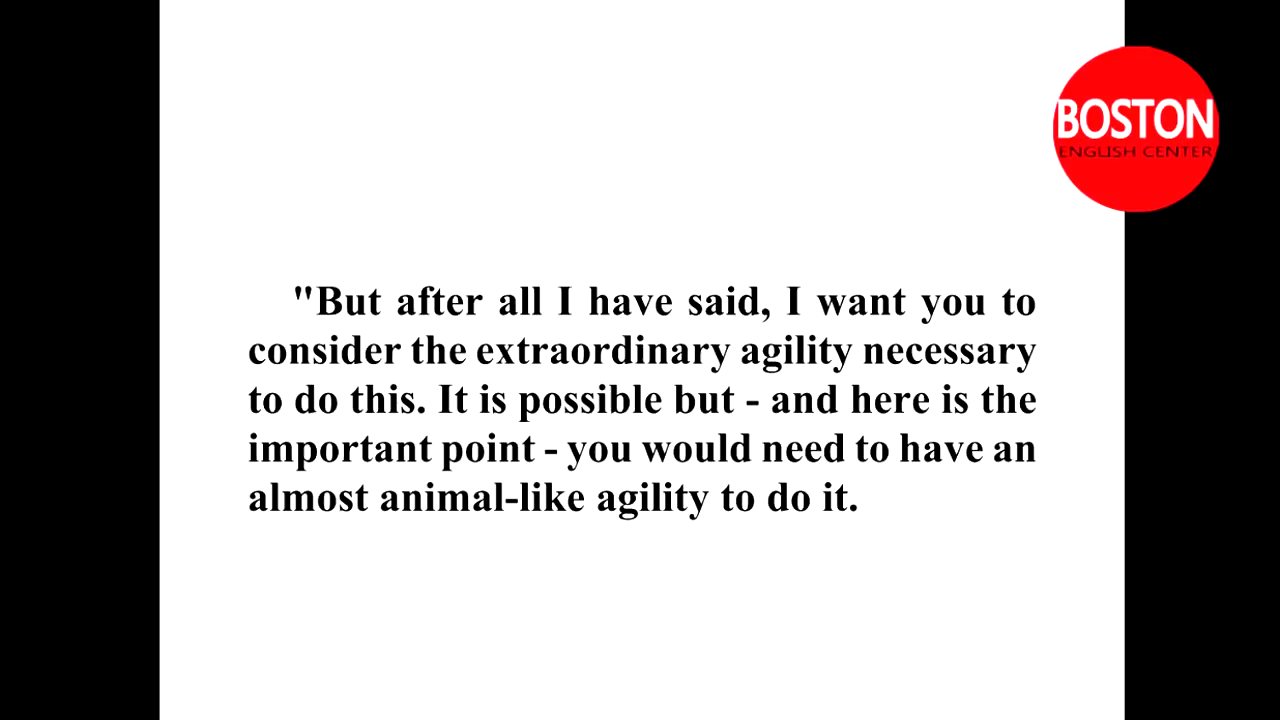 BOSTON
ENGLISH CENTER
"But after all I have said, I want you to
consider the extraordinary agility necessary
to do this. It is possible but - and here is the
important point - you would need to have an
almost animal-like agility to do it.